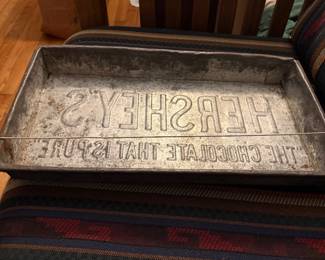 HERSHEY'S
"THE CHOCOLATE THAT IS PURE"